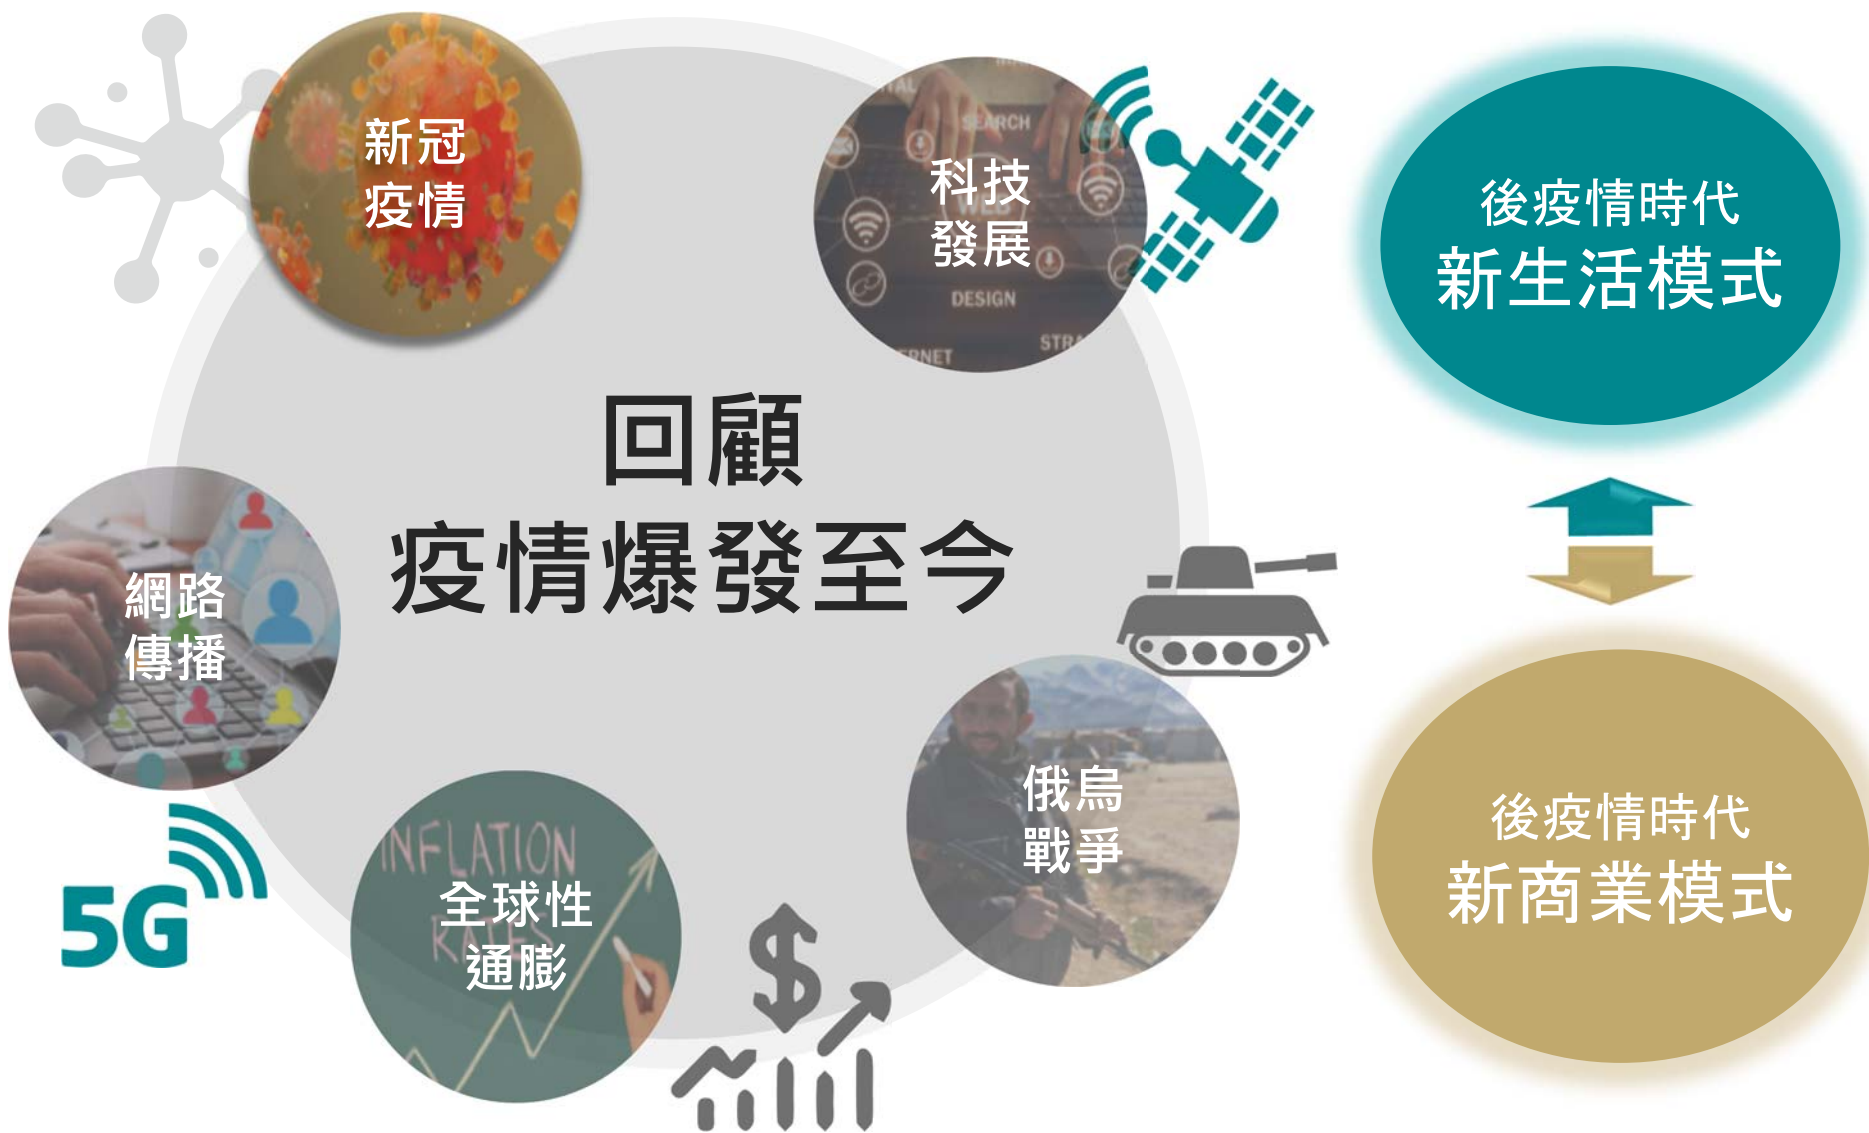 新冠
疫情
科技
發展
SEARCH
WEB
DESIGN
後疫情時代
新生活模式
回顧
疫情爆發至今
網路
傳播
俄烏
戰爭
5G
INFLATION
RATES
全球性
通膨
$
後疫情時代
新商業模式